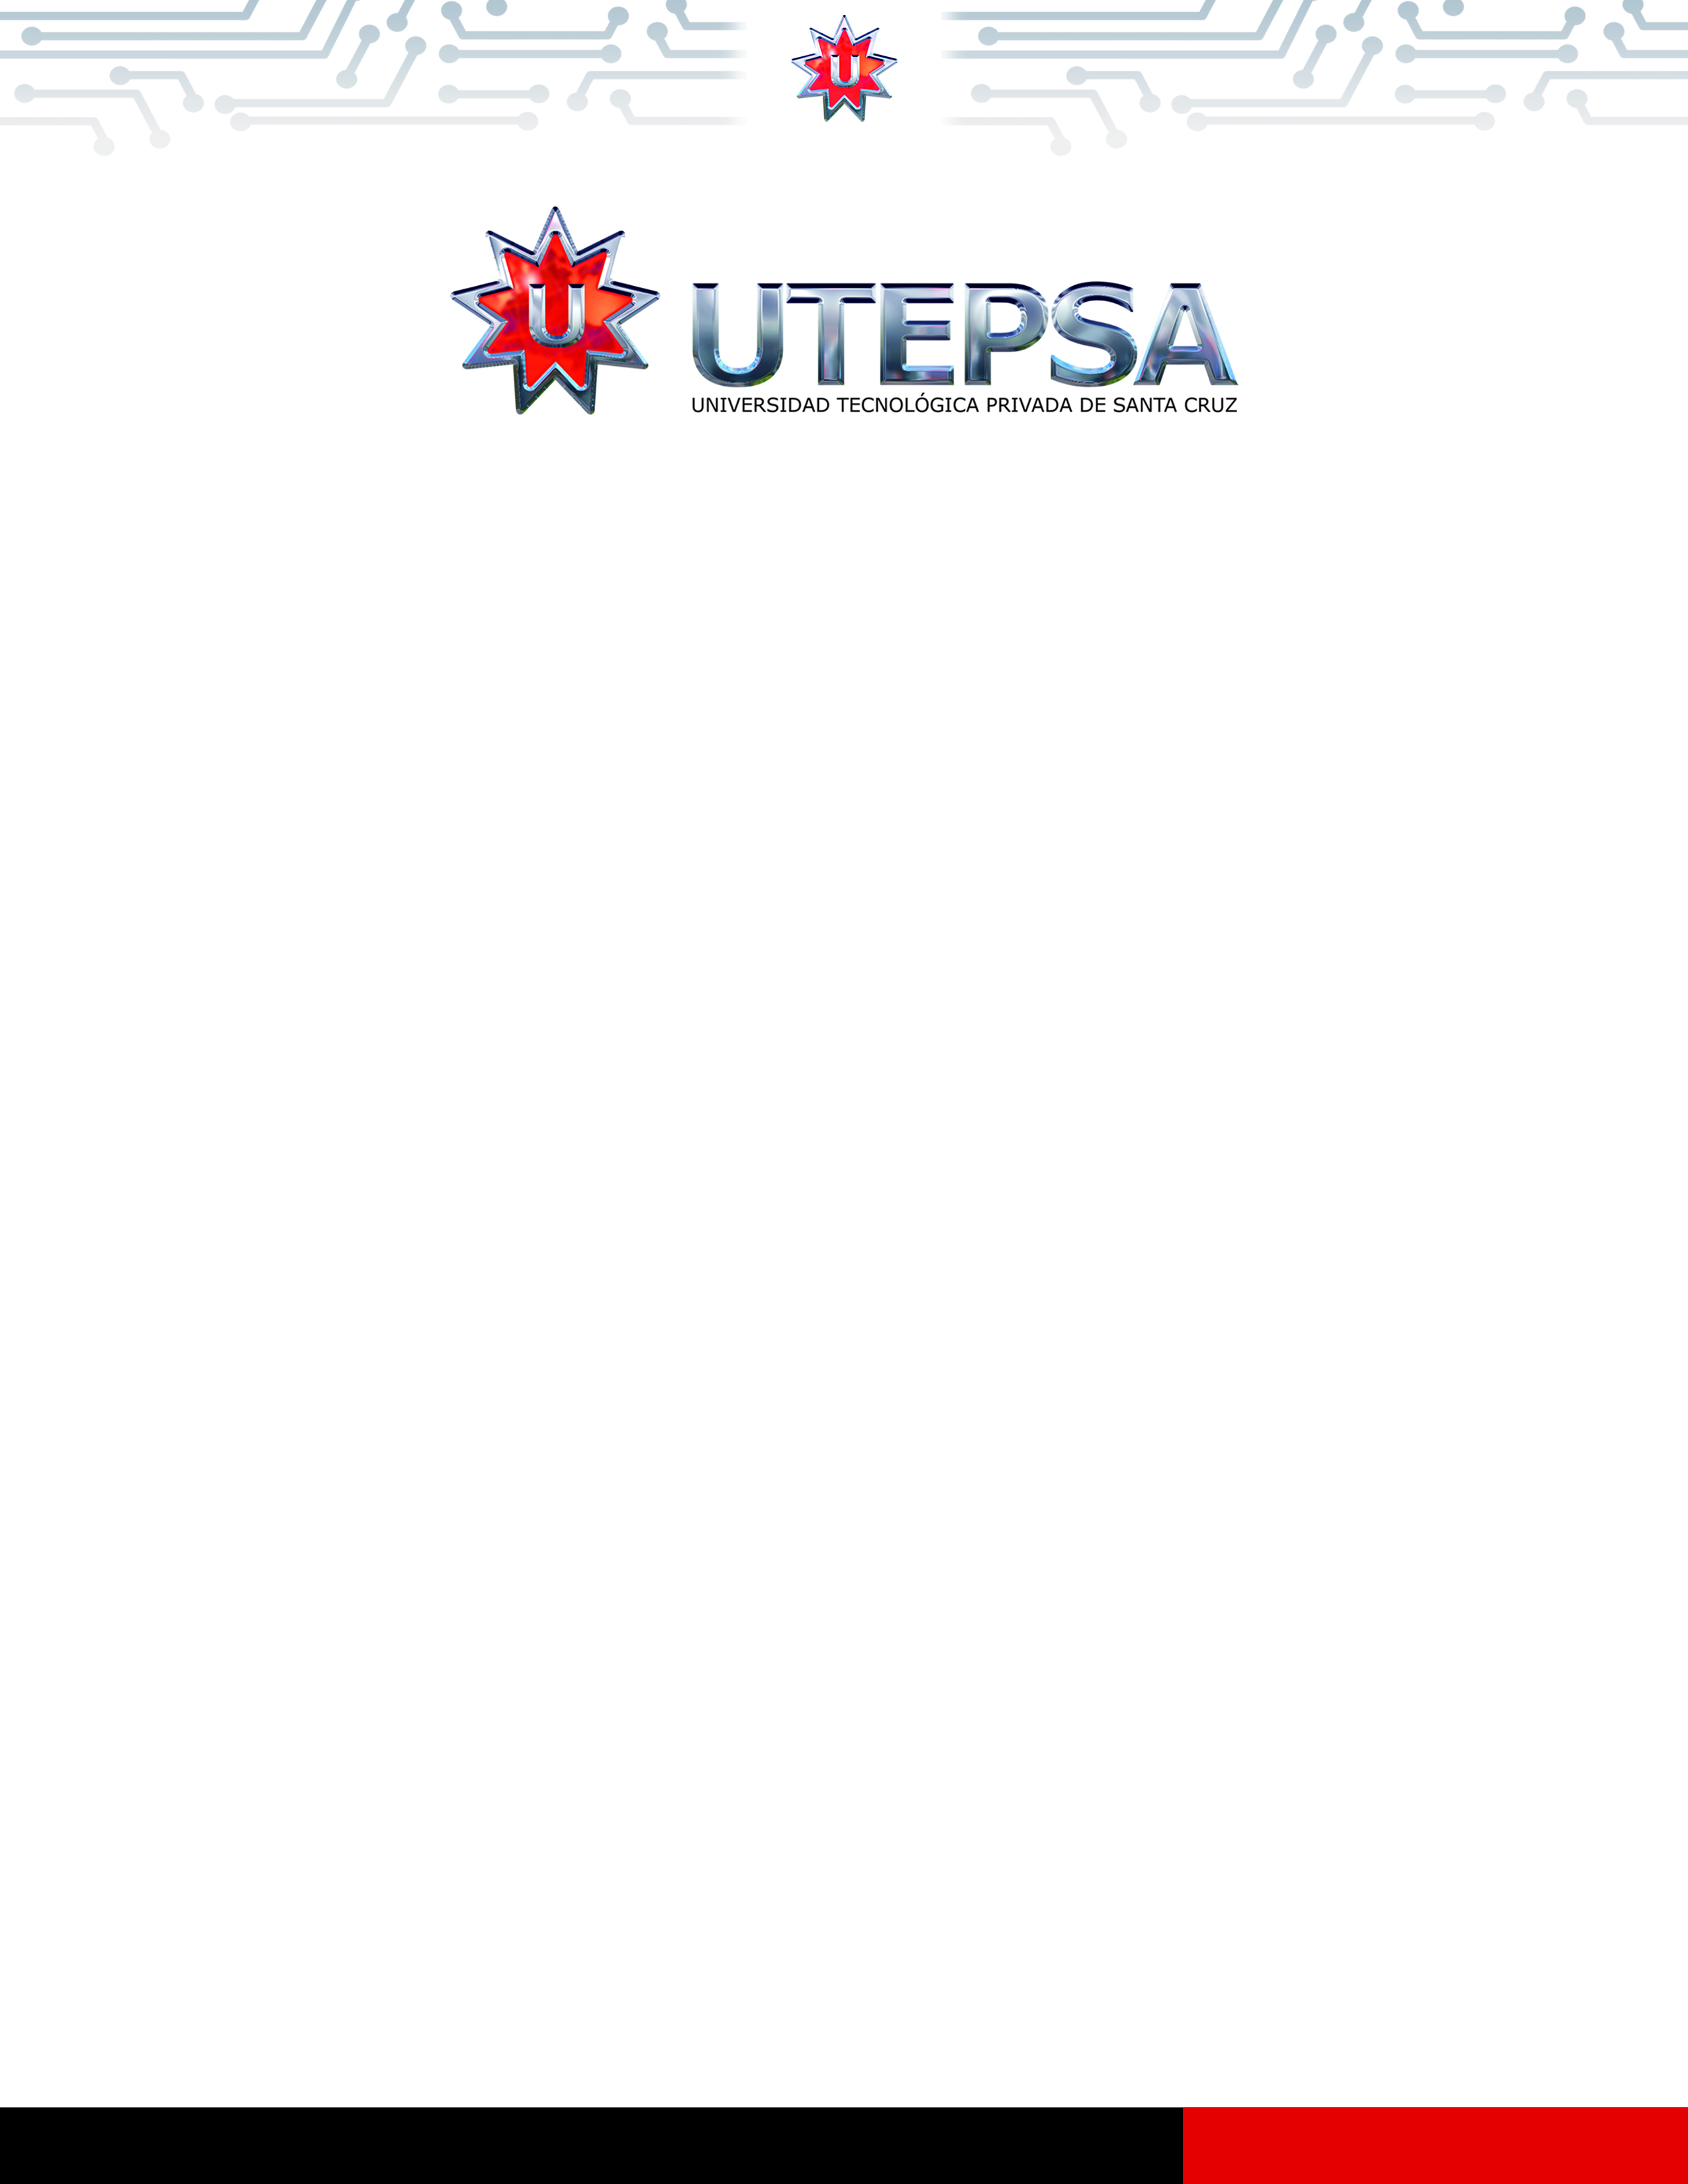 U
U UTEPSA
UNIVERSIDAD TECNOLÓGICA PRIVADA DE SANTA CRUZ